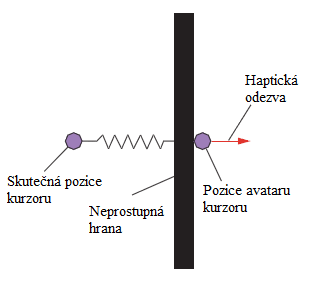 Haptická
odezva
Skutečná pozice
kurzoru
Neprostupná
hrana
Pozice avataru
kurzoru